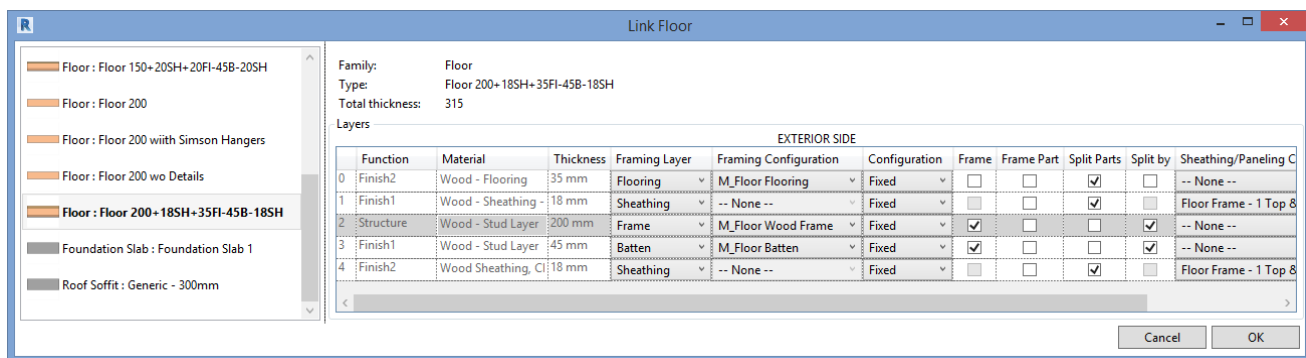 R
Link Floor
Floor : Floor 150+20SH+20FI-45B-20SH
Floor : Floor 200
Floor : Floor 200 wiith Simson Hangers
Floor : Floor 200 wo Details
Floor : Floor 200+18SH+35FI-45B-18SH
Foundation Slab : Foundation Slab 1
Roof Soffit : Generic - 300mm
Family: Floor
Type: Floor 200+18SH+35FI-45B-18SH
Total thickness: 315
Layers
EXTERIOR SIDE
Function Material Thickness Framing Layer Framing Configuration Configuration Frame Frame Part Split Parts Split by Sheathing/Paneling C
0 Finish2 Wood - Flooring 35 mm Flooring M_Floor Flooring Fixed -- None --
1 Finish1 Wood - Sheathing - 18 mm Sheathing -- None -- Fixed Floor Frame - 1 Top &
2 Structure Wood - Stud Layer 200 mm Frame M_Floor Wood Frame Fixed -- None --
3 Finish1 Wood - Stud Layer 45 mm Batten M_Floor Batten Fixed -- None --
4 Finish2 Wood Sheathing, Cl 18 mm Sheathing -- None -- Fixed Floor Frame - 1 Top &
Cancel OK